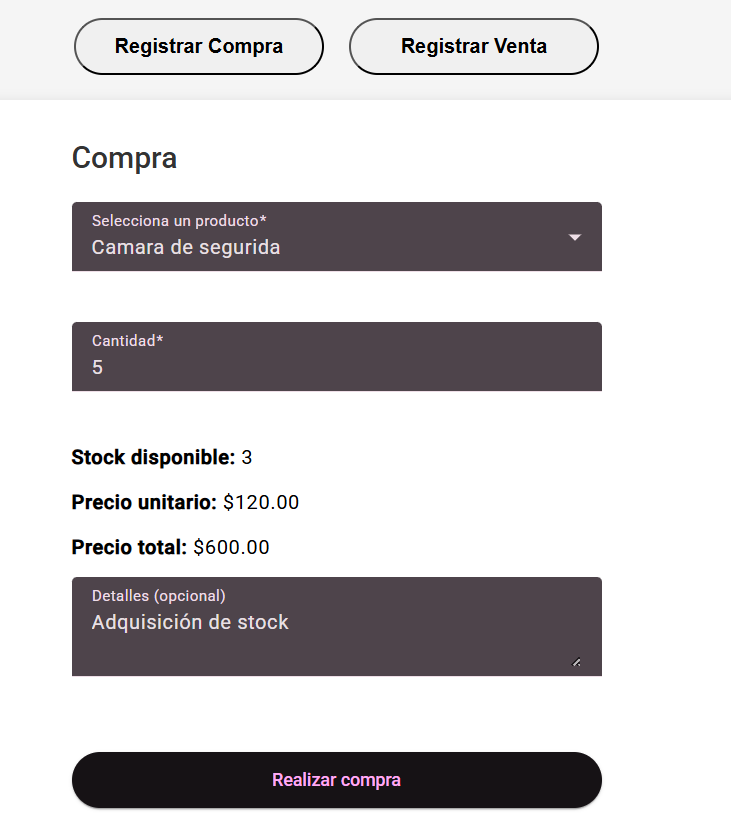 Registrar Compra
Registrar Venta
Compra
Selecciona un producto*
Camara de segurida
Cantidad*
5
Stock disponible: 3
Precio unitario: $120.00
Precio total: $600.00
Detalles (opcional)
Adquisición de stock
Realizar compra